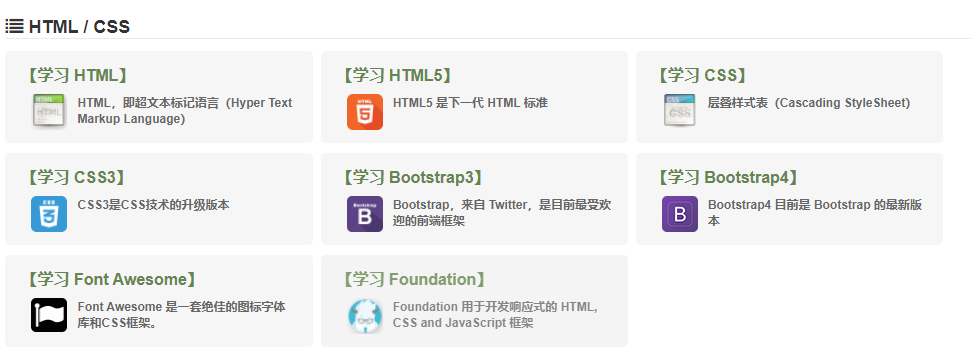 HTML / CSS
【学习 HTML】
HTML，即超文本标记语言（Hyper Text
Markup Language）
【学习 HTML5】
HTML5 是下一代 HTML 标准
【学习 CSS】
层叠样式表（Cascading StyleSheet)
【学习 CSS3】
CSS3是CSS技术的升级版本
【学习 Bootstrap3】
Bootstrap，来自 Twitter，是目前最受欢
迎的前端框架
【学习 Bootstrap4】
Bootstrap4 目前是 Bootstrap 的最新版
本
【学习 Font Awesome】
Font Awesome 是一套绝佳的图标字体
库和CSS框架。
【学习 Foundation】
Foundation 用于开发响应式的 HTML,
CSS and JavaScript 框架